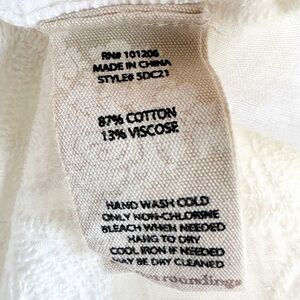 RN# 101206
MADE IN CHINA
STYLE# 5DC21
87% COTTON
13% VISCOSE
HAND WASH COLD
ONLY NON-CHLORINE
BLEACH WHEN NEEDED
HANG TO DRY
COOL IRON IF NEEDED
MAY BE DRY CLEANED